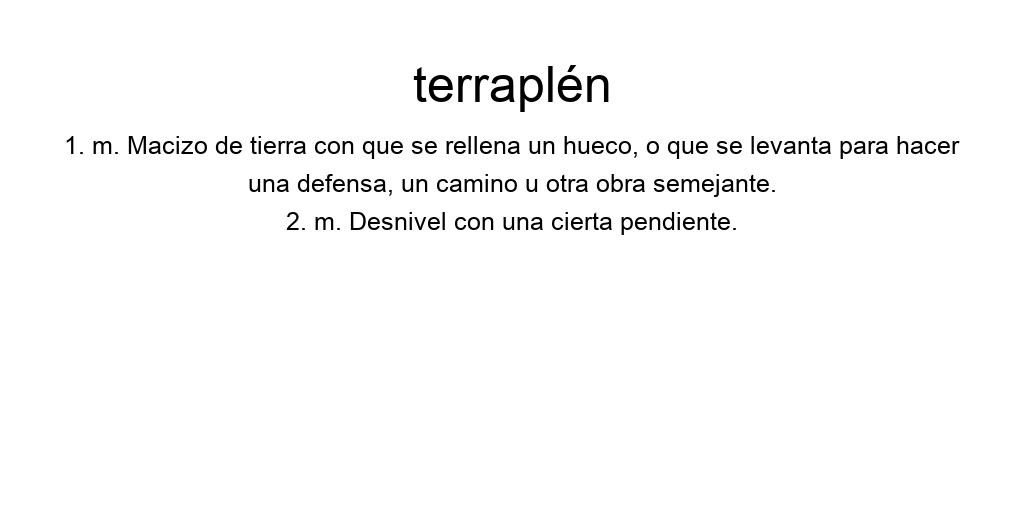 terraplén
1. m. Macizo de tierra con que se rellena un hueco, o que se levanta para hacer
una defensa, un camino u otra obra semejante.
2. m. Desnivel con una cierta pendiente.